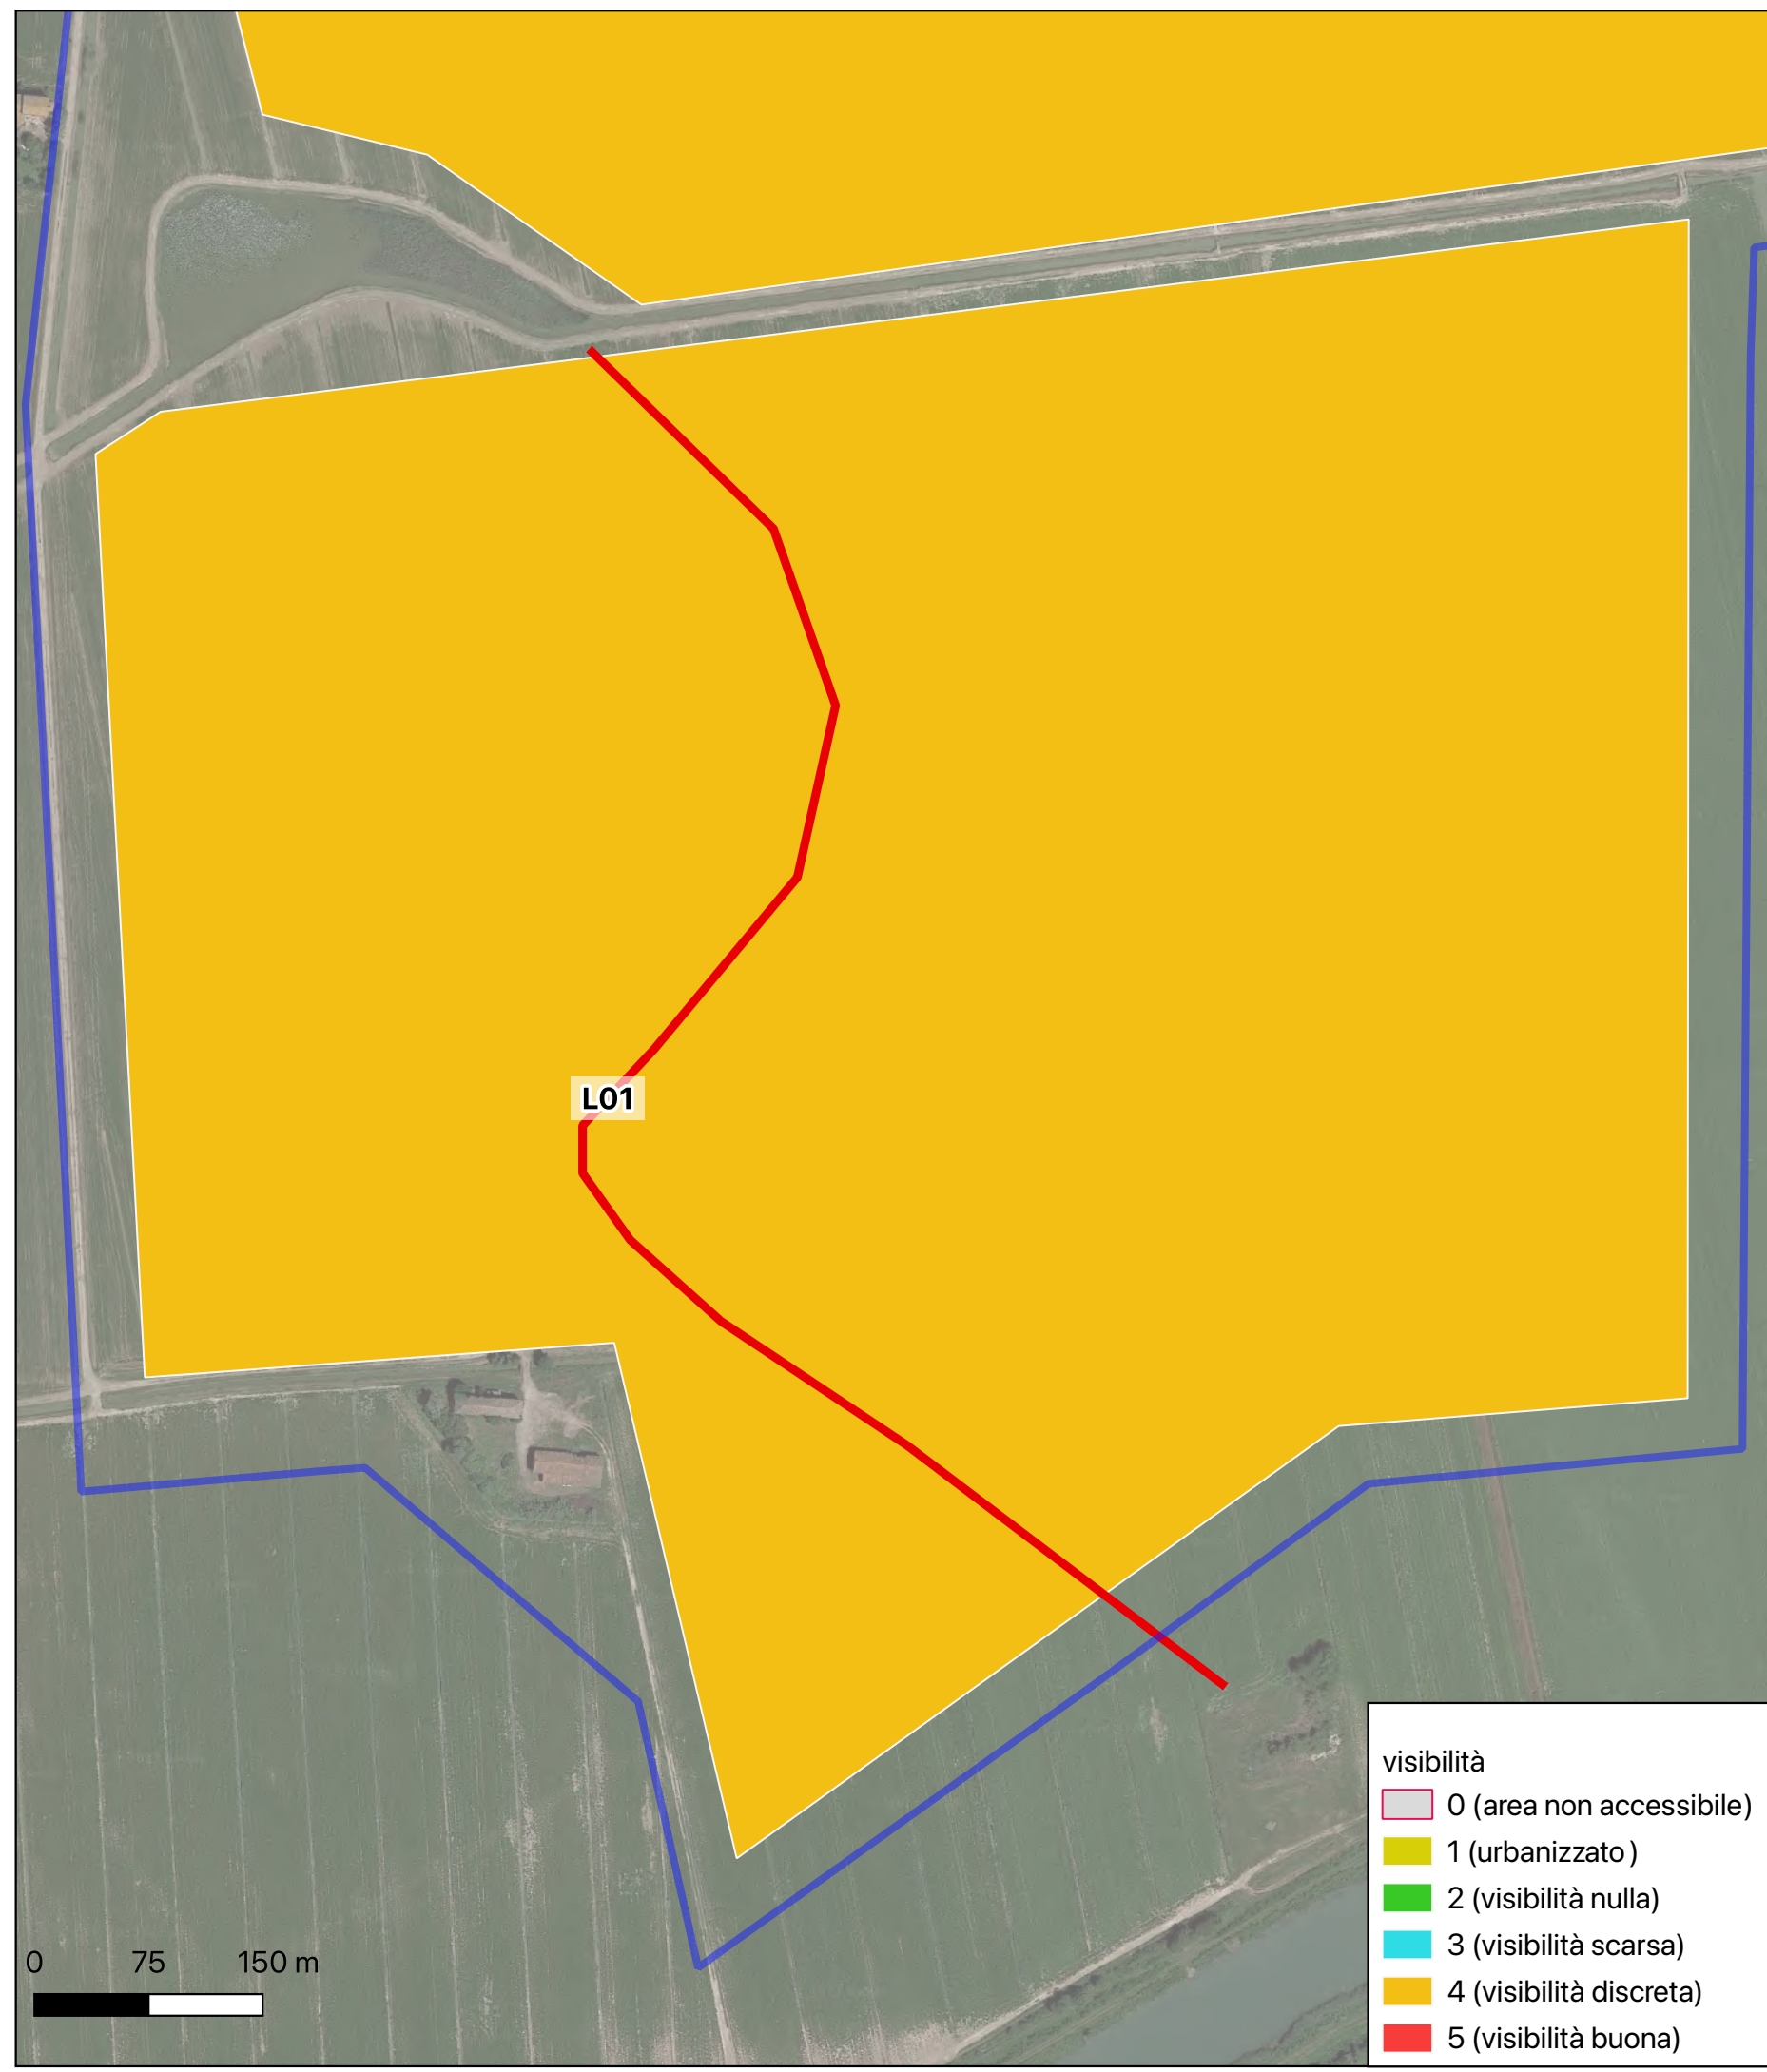 L01
0 75 150 m
visibilità
0 (area non accessibile)
1 (urbanizzato )
2 (visibilità nulla)
3 (visibilità scarsa)
4 (visibilità discreta)
5 (visibilità buona)